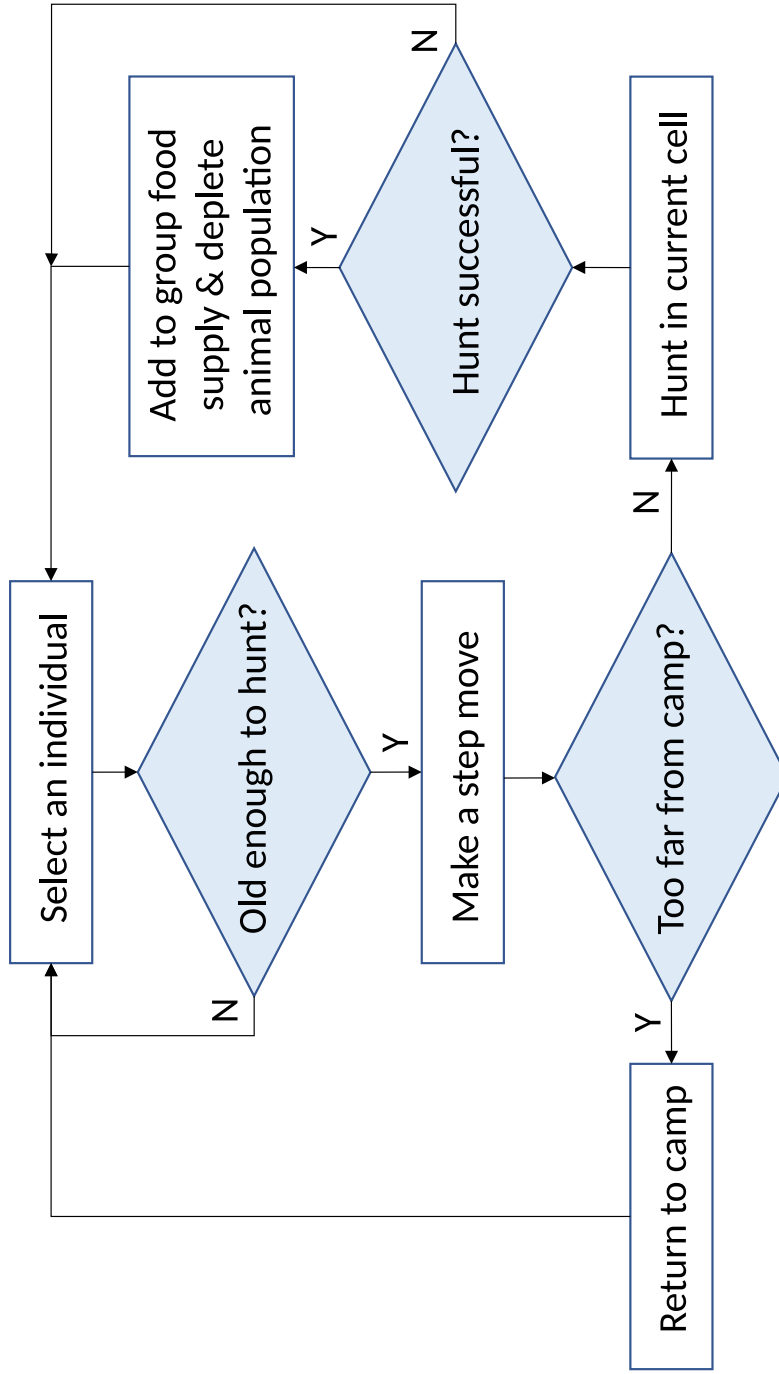 Select an individual
Old enough to hunt?
N
Y
Make a step move
Too far from camp?
Y
Return to camp
N
Hunt in current cell
Hunt successful?
Y
N
Add to group food
supply & deplete
animal population